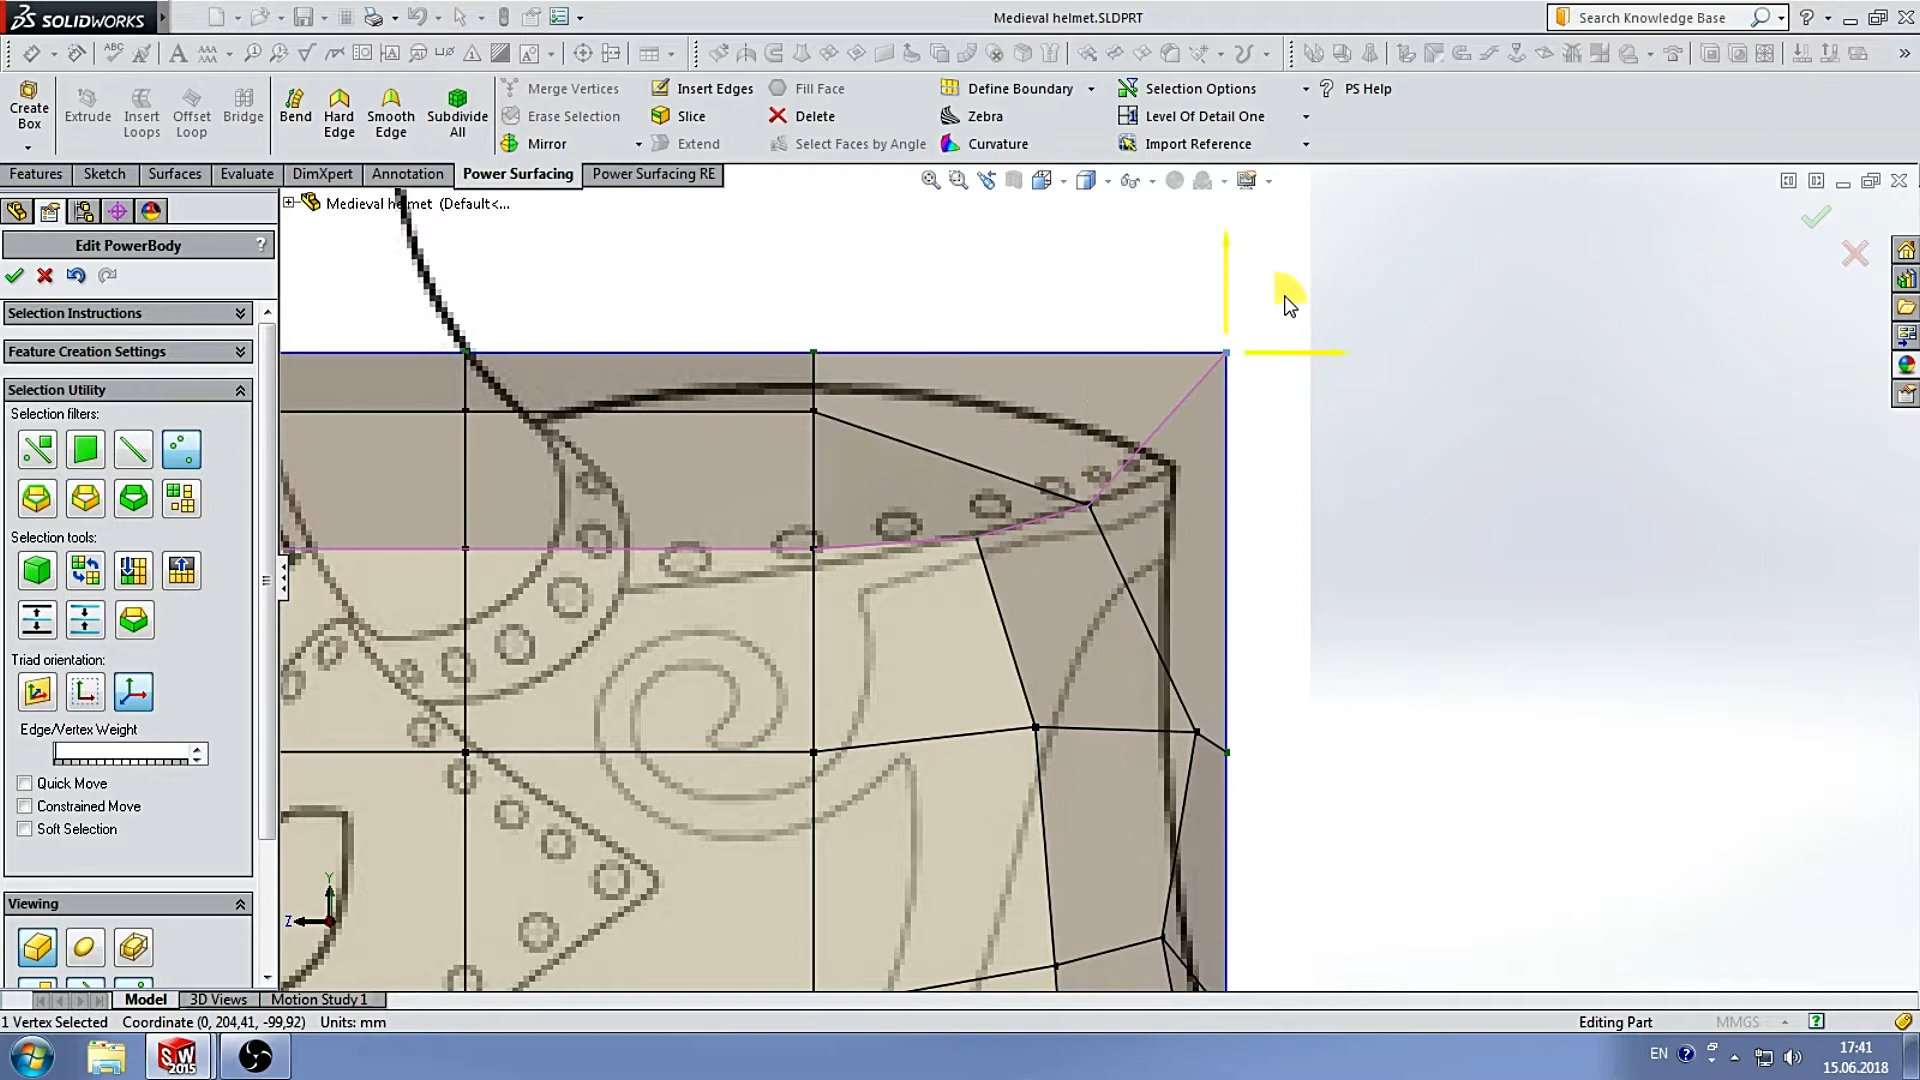 SOLIDWORKS
Medieval helmet.SLDPRT
Search Knowledge Base
ABC
Create Box
Extrude
Insert Loops
Offset Loop
Bridge
Bend
Hard Edge
Smooth Edge
Subdivide All
Merge Vertices
Erase Selection
Mirror
Insert Edges
Slice
Extend
Fill Face
Delete
Select Faces by Angle
Define Boundary
Zebra
Curvature
Selection Options
Level Of Detail One
Import Reference
PS Help
Features
Sketch
Surfaces
Evaluate
DimXpert
Annotation
Power Surfacing
Power Surfacing RE
Medieval helmet (Default<...
Edit PowerBody
?
Selection Instructions
Feature Creation Settings
Selection Utility
Selection filters:
Selection tools:
Triad orientation:
Edge/Vertex Weight
Quick Move
Constrained Move
Soft Selection
Viewing
Y
Z
Model
3D Views
Motion Study 1
1 Vertex Selected
Coordinate (0, 204,41, -99,92)
Units: mm
Editing Part
MMGS
SW 2015
EN
17:41
15.06.2018